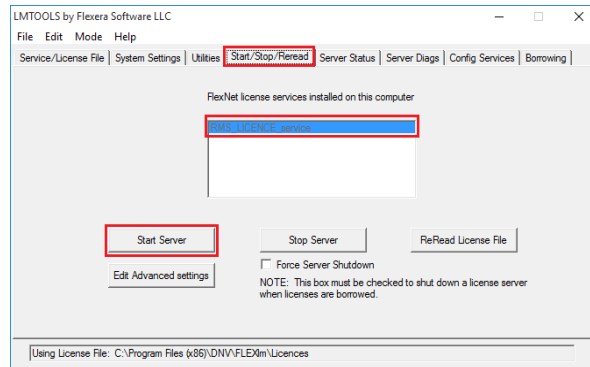 LMTOOLS by Flexera Software LLC
File Edit Mode Help
Service/License File System Settings Utilities Start/Stop/Reread Server Status Server Diags Config Services Borrowing
FlexNet license services installed on this computer
RMS_LICENCE_service
Start Server Stop Server ReRead License File
Edit Advanced settings Force Server Shutdown
NOTE: This box must be checked to shut down a license server
when licenses are borrowed.
Using License File: C:\Program Files (x86)\DNV\FLEXlm\Licences